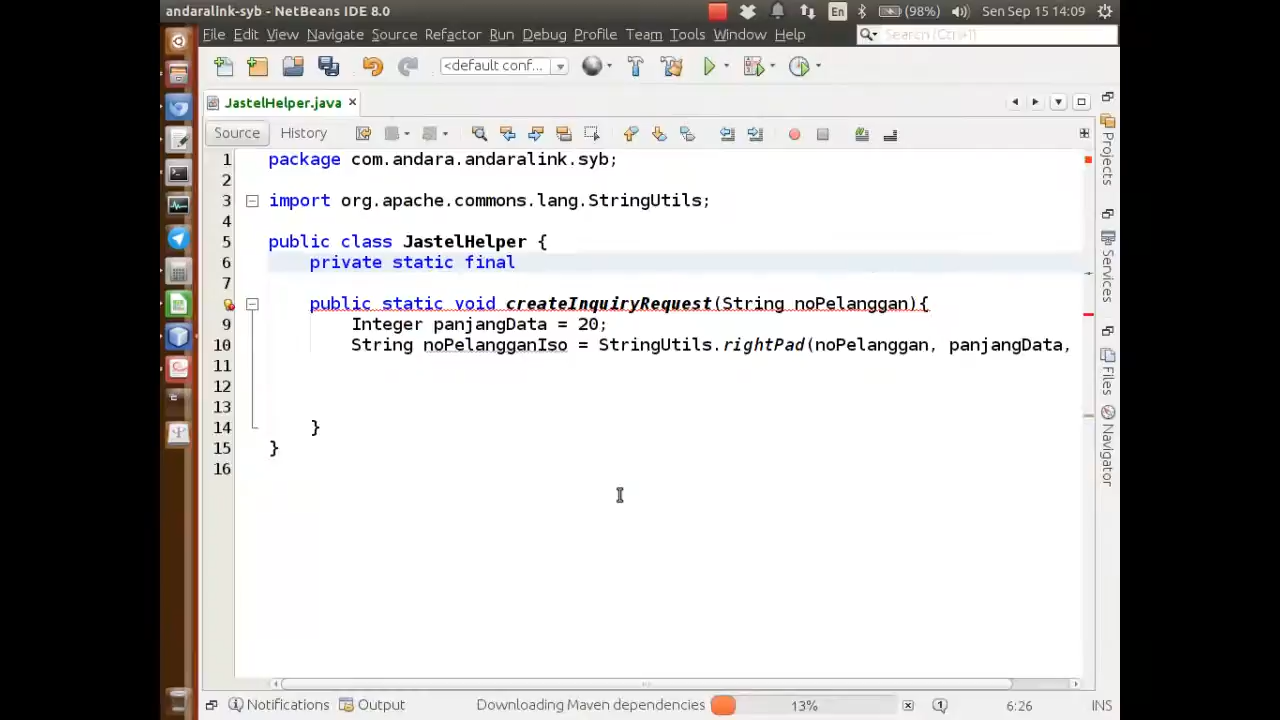 andaralink-syb - NetBeans IDE 8.0
En
(98%)
Sen Sep 15 14:09
File Edit View Navigate Source Refactor Run Debug Profile Team Tools Window Help
Search (Ctrl+I)
<default conf...
JastelHelper.java
Source
History
1 package com.andara.andaralink.syb;
2
3 import org.apache.commons.lang.StringUtils;
4
5 public class JastelHelper {
6 private static final
7
public static void createInquiryRequest(String noPelanggan){
9 Integer panjangData = 20;
10 String noPelangganIso = StringUtils.rightPad(noPelanggan, panjangData,
11
12
13
14 }
15 }
16
Projects
Services
Files
Navigator
Notifications
Output
Downloading Maven dependencies
13%
1
6:26
INS